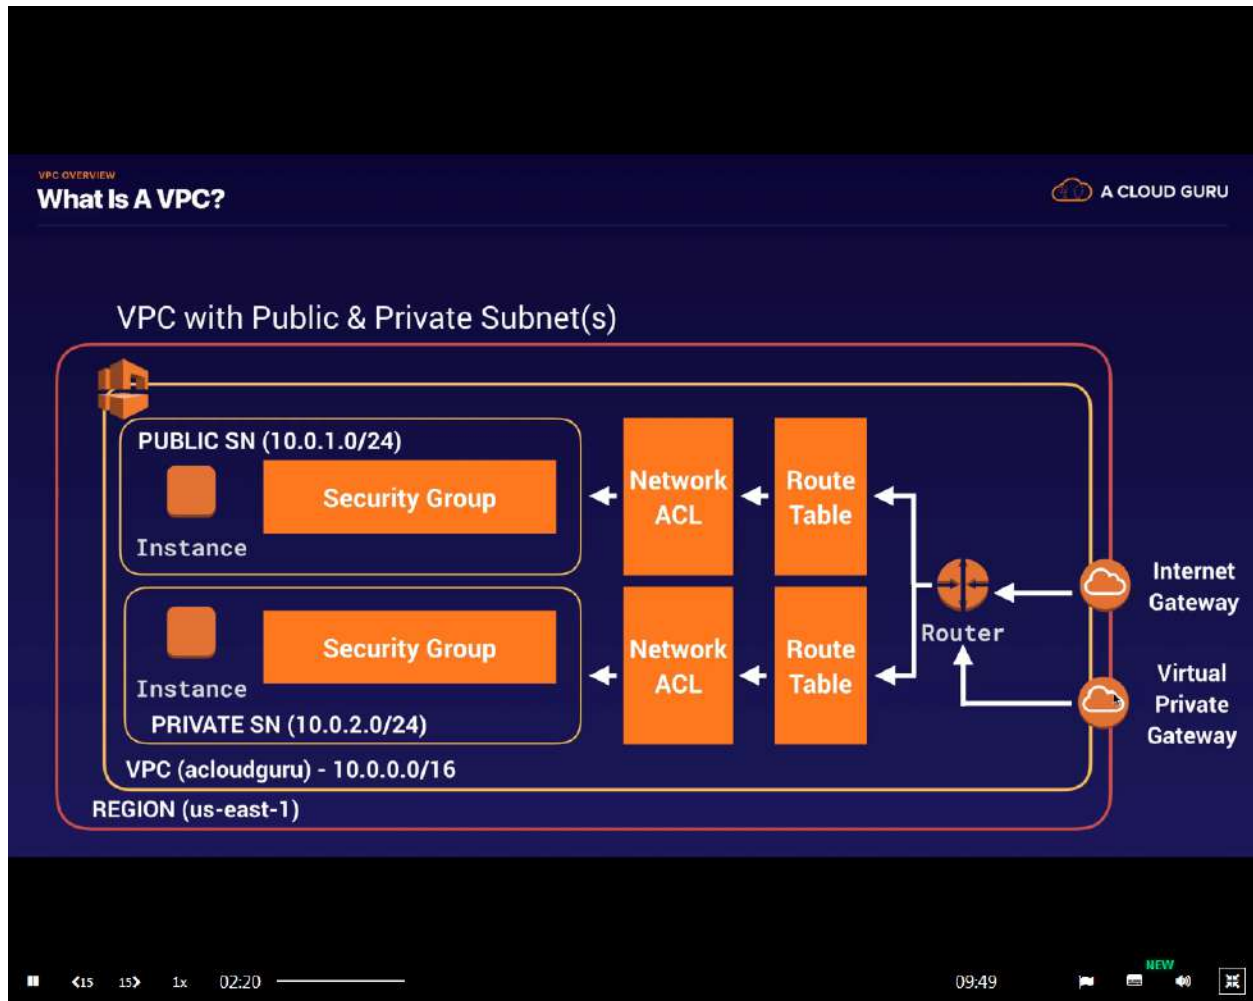 VPC OVERVIEW
What Is A VPC?
A CLOUD GURU
VPC with Public & Private Subnet(s)
PUBLIC SN (10.0.1.0/24)
Instance
Security Group
Network
ACL
Route
Table
Internet
Gateway
Router
Instance
Security Group
PRIVATE SN (10.0.2.0/24)
Network
ACL
Route
Table
Virtual
Private
Gateway
VPC (acloudguru) - 10.0.0.0/16
REGION (us-east-1)
15
15
1x
02:20
09:49
NEW